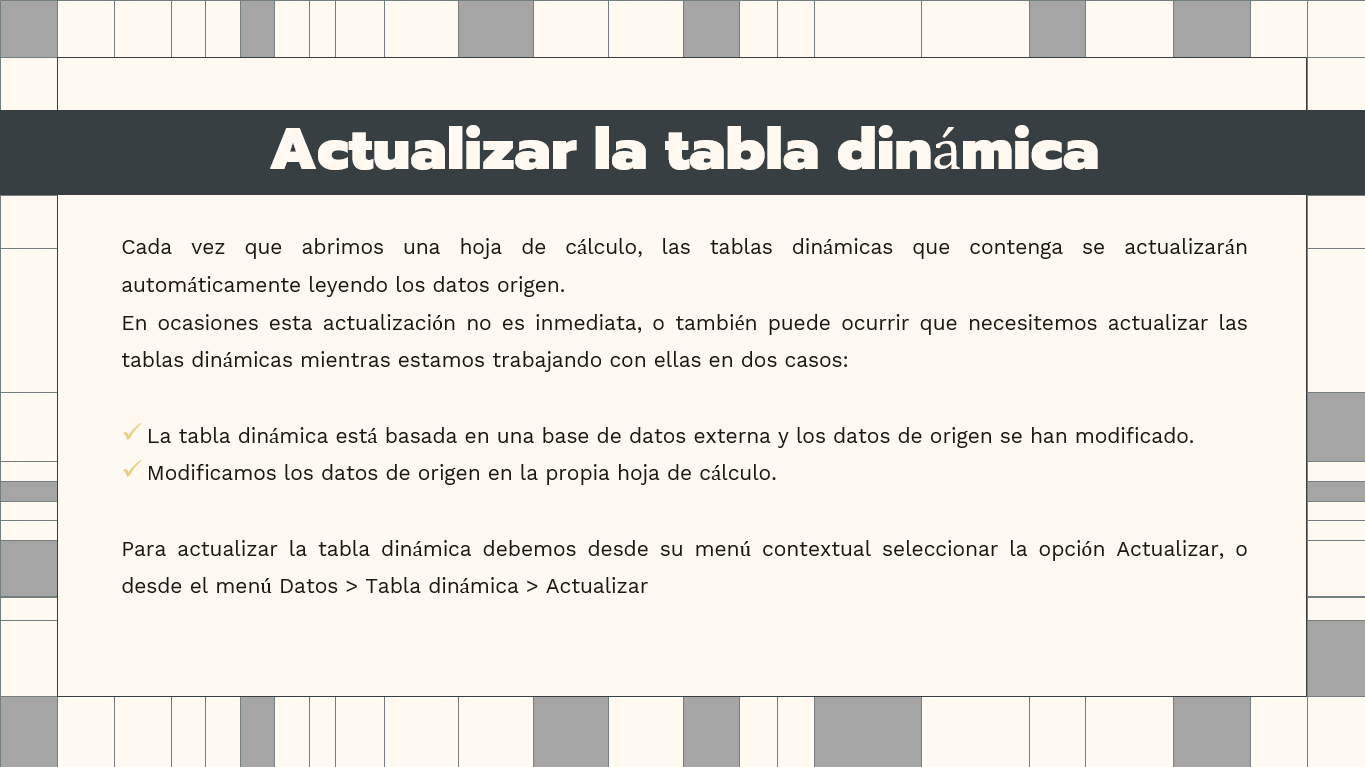 Actualizar la tabla dinámica
Cada vez que abrimos una hoja de cálculo, las tablas dinámicas que contenga se actualizarán
automáticamente leyendo los datos origen.
En ocasiones esta actualización no es inmediata, o también puede ocurrir que necesitemos actualizar las
tablas dinámicas mientras estamos trabajando con ellas en dos casos:
✓ La tabla dinámica está basada en una base de datos externa y los datos de origen se han modificado.
✓ Modificamos los datos de origen en la propia hoja de cálculo.
Para actualizar la tabla dinámica debemos desde su menú contextual seleccionar la opción Actualizar, o
desde el menú Datos > Tabla dinámica > Actualizar